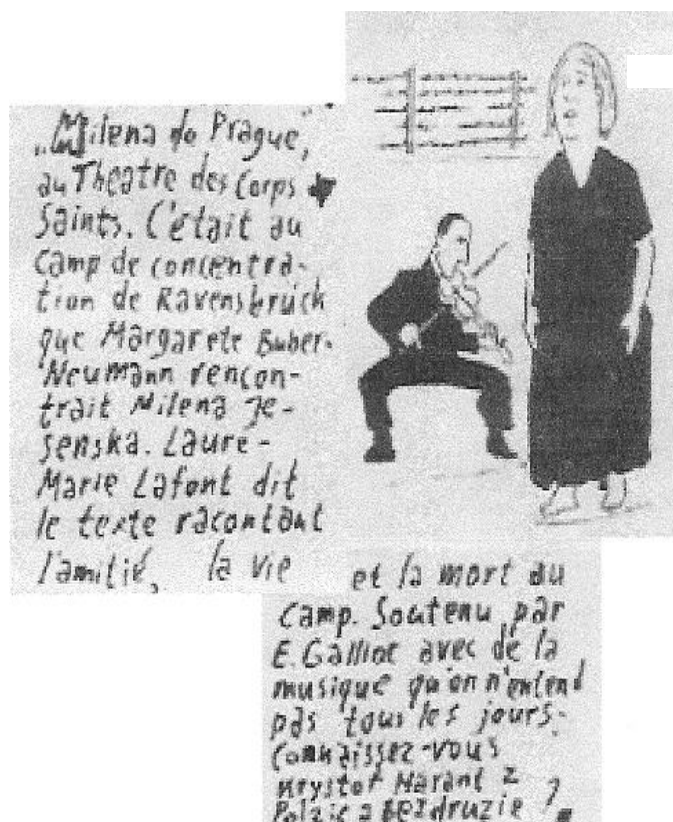 „Milena de Prague",
au Theatre des Corps
Saints. C'était au
camp de concentra-
tion de Ravensbrück
que Margarete Buber-
Neumann rencon-
trait Milena Je-
senska. Laure-
Marie Lafont dit
le texte racontant
l'amitié, la vie
et la mort au
camp. Soutenu par
E. Galliot avec de la
musique qu'on n'entend
pas tous les jours.
Connaissez-vous
Krystof Harant z
Polzic a Bezdruzic ?